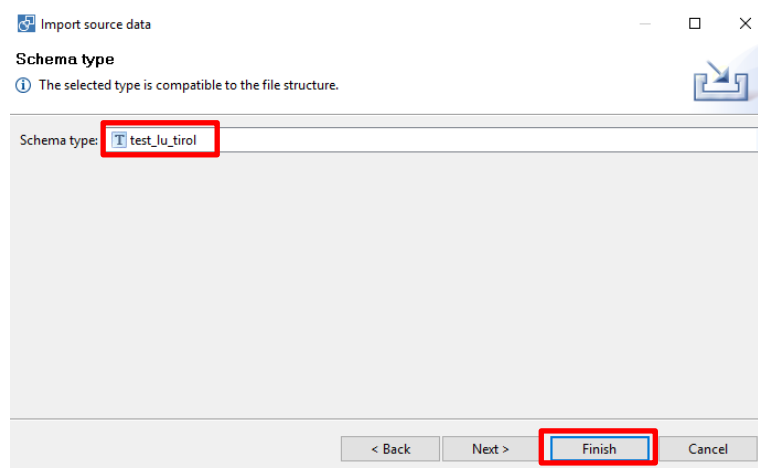 Import source data
Schema type
The selected type is compatible to the file structure.
Schema type: T test_lu_tirol
< Back Next > Finish Cancel